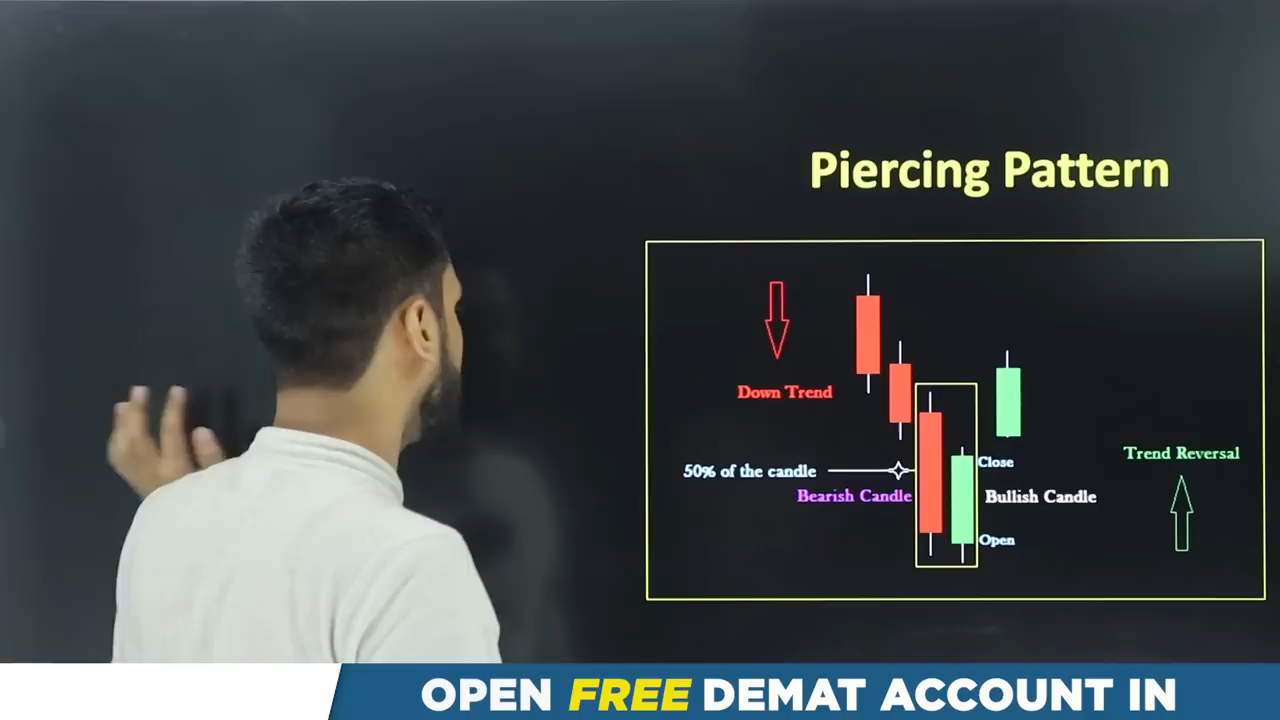 Piercing Pattern
Down Trend
50% of the candle
Bearish Candle
Close
Bullish Candle
Open
Trend Reversal
OPEN FREE DEMAT ACCOUNT IN